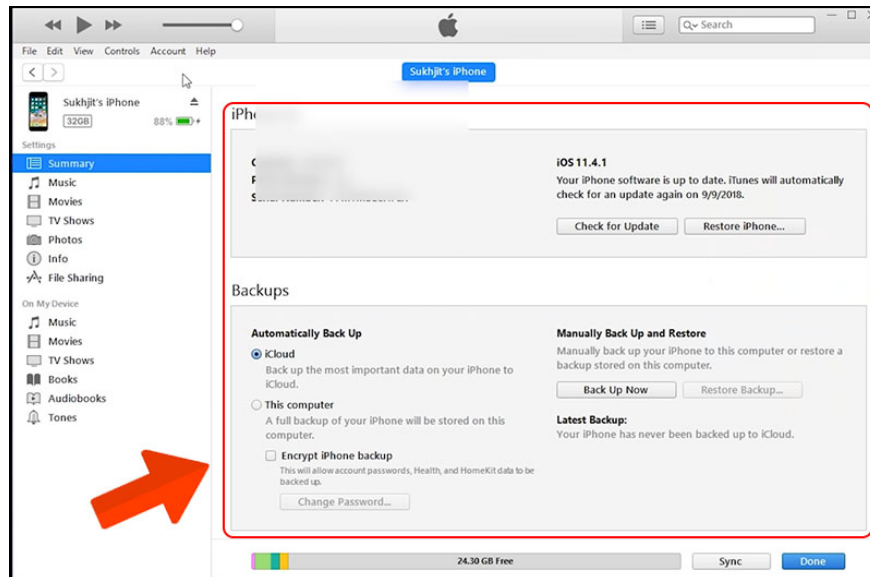 Search
File Edit View Controls Account Help
Sukhjit's iPhone
Sukhjit's iPhone
32GB 88%
Settings
Summary
Music
Movies
TV Shows
Photos
Info
File Sharing
On My Device
Music
Movies
TV Shows
Books
Audiobooks
Tones
iOS 11.4.1
Your iPhone software is up to date. iTunes will automatically
check for an update again on 9/9/2018.
Check for Update Restore iPhone...
Backups
Automatically Back Up
iCloud
Back up the most important data on your iPhone to
iCloud.
This computer
A full backup of your iPhone will be stored on this
computer.
Encrypt iPhone backup
This will allow account passwords, Health, and HomeKit data to be
backed up.
Change Password...
Manually Back Up and Restore
Manually back up your iPhone to this computer or restore a
backup stored on this computer.
Back Up Now Restore Backup...
Latest Backup:
Your iPhone has never been backed up to iCloud.
24.30 GB Free
Sync Done